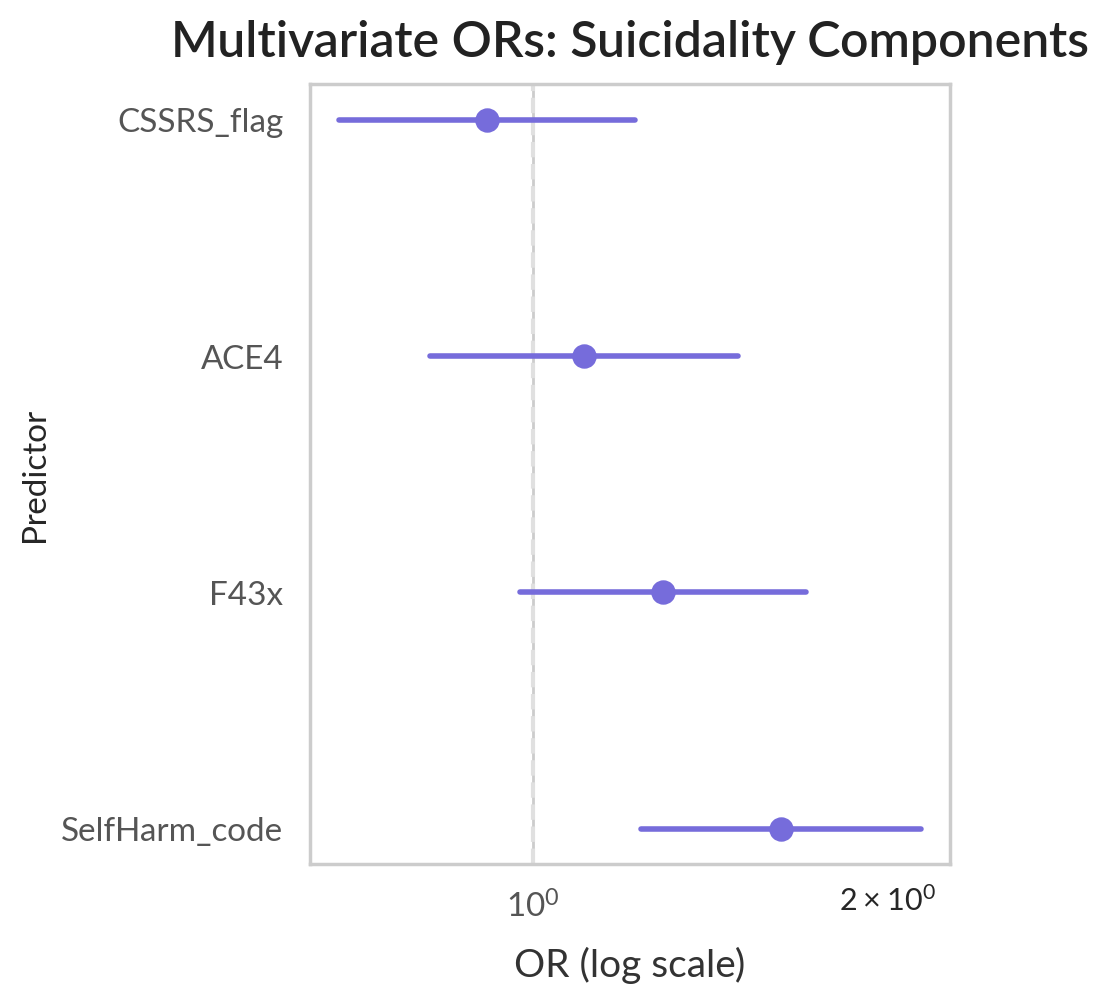 Multivariate ORs: Suicidality Components
CSSRS_flag
ACE4
Predictor
F43x
SelfHarm_code
10⁰
2 × 10⁰
OR (log scale)